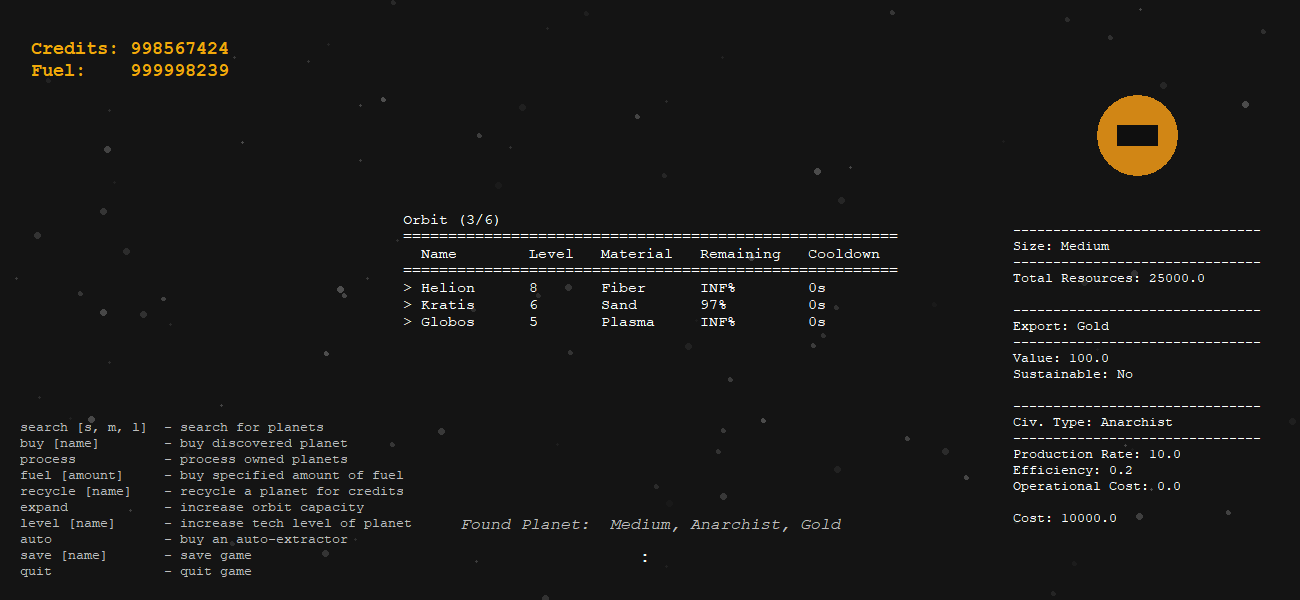 Credits: 998567424
Fuel: 999998239
Orbit (3/6)
=======================================================
Name Level Material Remaining Cooldown
=======================================================
> Helion 8 Fiber INF% 0s
> Kratis 6 Sand 97% 0s
> Globos 5 Plasma INF% 0s
-------------------------------
Size: Medium
-------------------------------
Total Resources: 25000.0
-------------------------------
Export: Gold
-------------------------------
Value: 100.0
Sustainable: No
-------------------------------
Civ. Type: Anarchist
-------------------------------
Production Rate: 10.0
Efficiency: 0.2
Operational Cost: 0.0
Cost: 10000.0
search [s, m, l] - search for planets
buy [name] - buy discovered planet
process - process owned planets
fuel [amount] - buy specified amount of fuel
recycle [name] - recycle a planet for credits
expand - increase orbit capacity
level [name] - increase tech level of planet
auto - buy an auto-extractor
save [name] - save game
quit - quit game
Found Planet: Medium, Anarchist, Gold
: